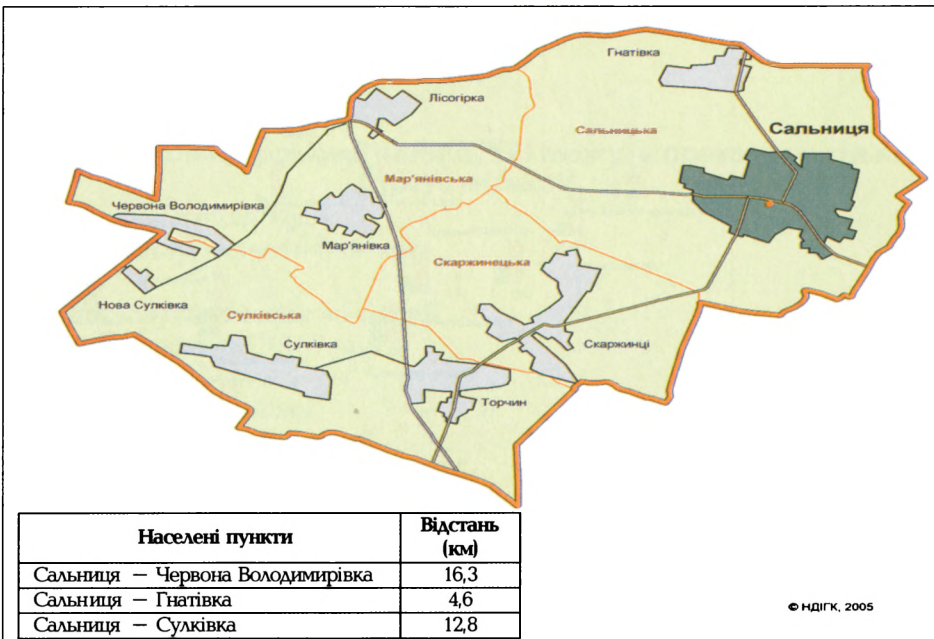 Гнатівка
Лісогірка
Сальницька
Сальниця
Мар'янівська
Червона Володимирівка
Мар'янівка
Скаржинецька
Нова Сулківка
Сулківська
Сулківка
Скаржинці
Торчин
Населені пункти Відстань (км)
Сальниця — Червона Володимирівка 16,3
Сальниця — Гнатівка 4,6
Сальниця — Сулківка 12,8
© НДІГК, 2005